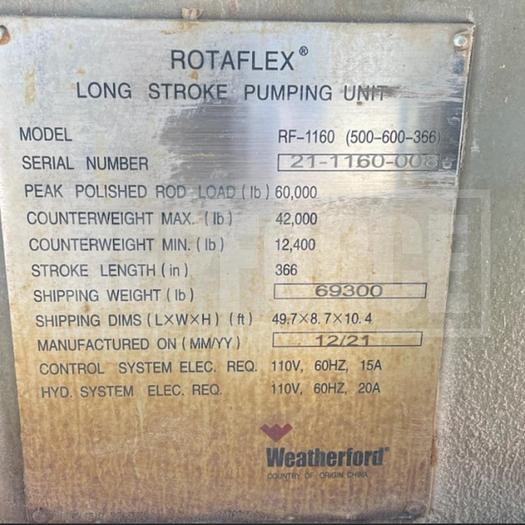 ROTAFLEX®
LONG STROKE PUMPING UNIT
MODEL RF-1160 (500-600-366)
SERIAL NUMBER
PEAK POLISHED ROD LOAD (lb) 60,000
COUNTERWEIGHT MAX. (lb) 42,000
COUNTERWEIGHT MIN. (lb) 12,400
STROKE LENGTH (in) 366
SHIPPING WEIGHT (lb) 69300
SHIPPING DIMS (L×W×H) (ft) 49.7×8.7×10.4
MANUFACTURED ON (MM/YY) 12/21
CONTROL SYSTEM ELEC. REQ. 110V, 60HZ, 15A
HYD. SYSTEM ELEC. REQ. 110V, 60HZ, 20A
Weatherford®
COUNTRY OF ORIGIN CHINA